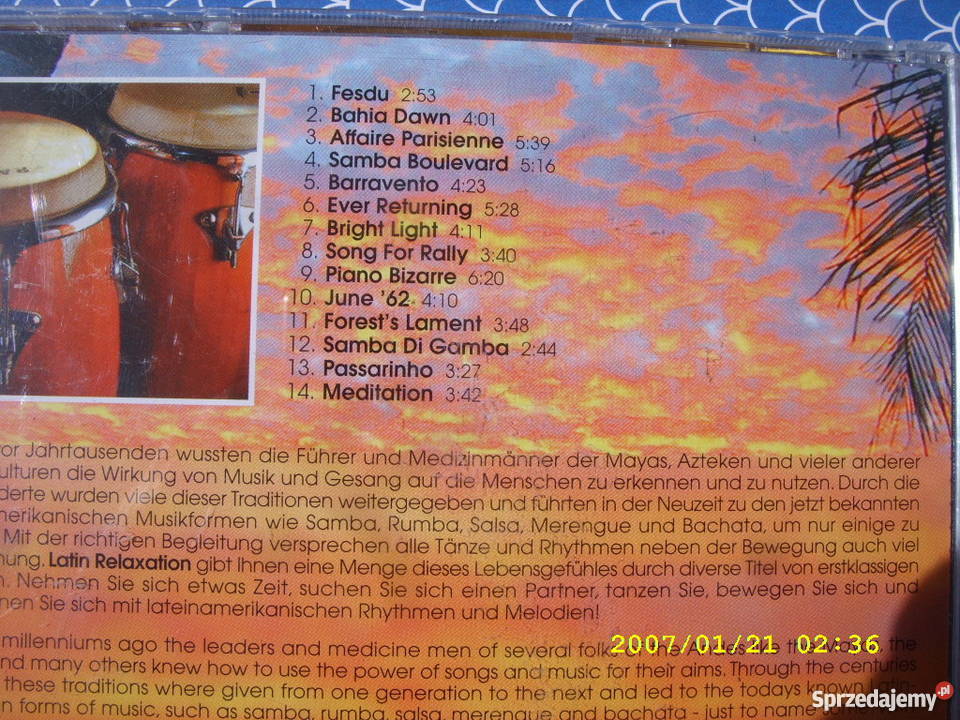 1. Fesdu 2:53
2. Bahia Dawn 4:01
3. Affaire Parisienne 5:39
4. Samba Boulevard 5:16
5. Barravento 4:23
6. Ever Returning 5:28
7. Bright Light 4:11
8. Song For Rally 3:40
9. Piano Bizarre 6:20
10. June '62 4:10
11. Forest's Lament 3:48
12. Samba Di Gamba 2:44
13. Passarinho 3:27
14. Meditation 3:42
or Jahrtausenden wussten die Führer und Medizinmänner der Mayas, Azteken und vieler anderer
ulturen die Wirkung von Musik und Gesang auf die Menschen zu erkennen und zu nutzen. Durch die
derte wurden viele dieser Traditionen weitergegeben und führten in der Neuzeit zu den jetzt bekannten
merikanischen Musikformen wie Samba, Rumba, Salsa, Merengue und Bachata, um nur einige zu
Mit der richtigen Begleitung versprechen alle Tänze und Rhythmen neben der Bewegung auch viel
nung. Latin Relaxation gibt Ihnen eine Menge dieses Lebensgefühles durch diverse Titel von erstklassigen
n. Nehmen Sie sich etwas Zeit, suchen Sie sich einen Partner, tanzen Sie, bewegen Sie sich und
nen Sie sich mit lateinamerikanischen Rhythmen und Melodien!
millenniums ago the leaders and medicine men of several folks of the the
2007/01/21 02:36
nd many others knew how to use the power of songs and music for their aims. Through the centuries
these traditions where given from one generation to the next and led to the todays known Latin-
n forms of music, such as samba, rumba, salsa, merengue and bachata - just to name
Sprzedajemy.pl